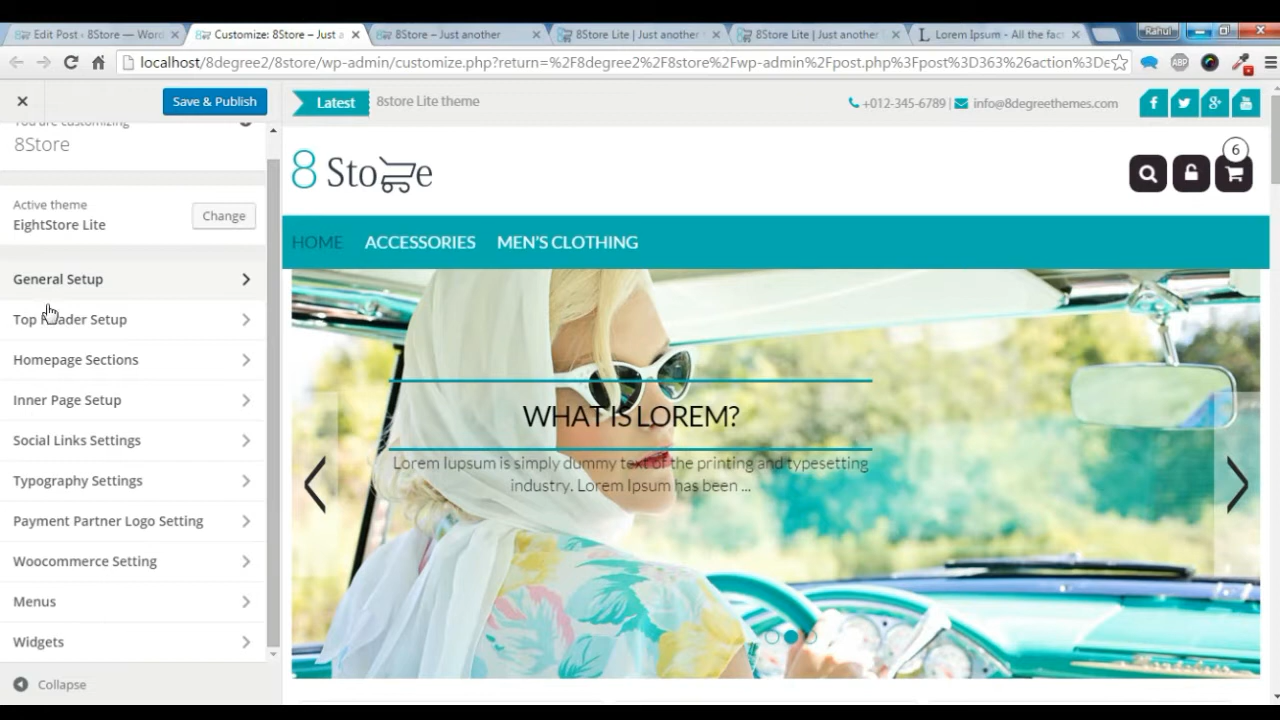 Edit Post ‹ 8Store — Word
Customize: 8Store – Just a
8Store – Just another
8Store Lite | Just another
8Store Lite | Just another
Lorem Ipsum - All the fac
Rahul
localhost/8degree2/8store/wp-admin/customize.php?return=%2F8degree2%2F8store%2Fwp-admin%2Fpost.php%3Fpost%3D363%26action%3De
ABP
Save & Publish
You are customizing
8Store
Active theme
EightStore Lite
Change
General Setup
Top Header Setup
Homepage Sections
Inner Page Setup
Social Links Settings
Typography Settings
Payment Partner Logo Setting
Woocommerce Setting
Menus
Widgets
Collapse
Latest
8store Lite theme
+012-345-6789 | info@8degreethemes.com
8 Store
6
HOME ACCESSORIES MEN'S CLOTHING
WHAT IS LOREM?
Lorem Iupsum is simply dummy text of the printing and typesetting
industry. Lorem Ipsum has been ...